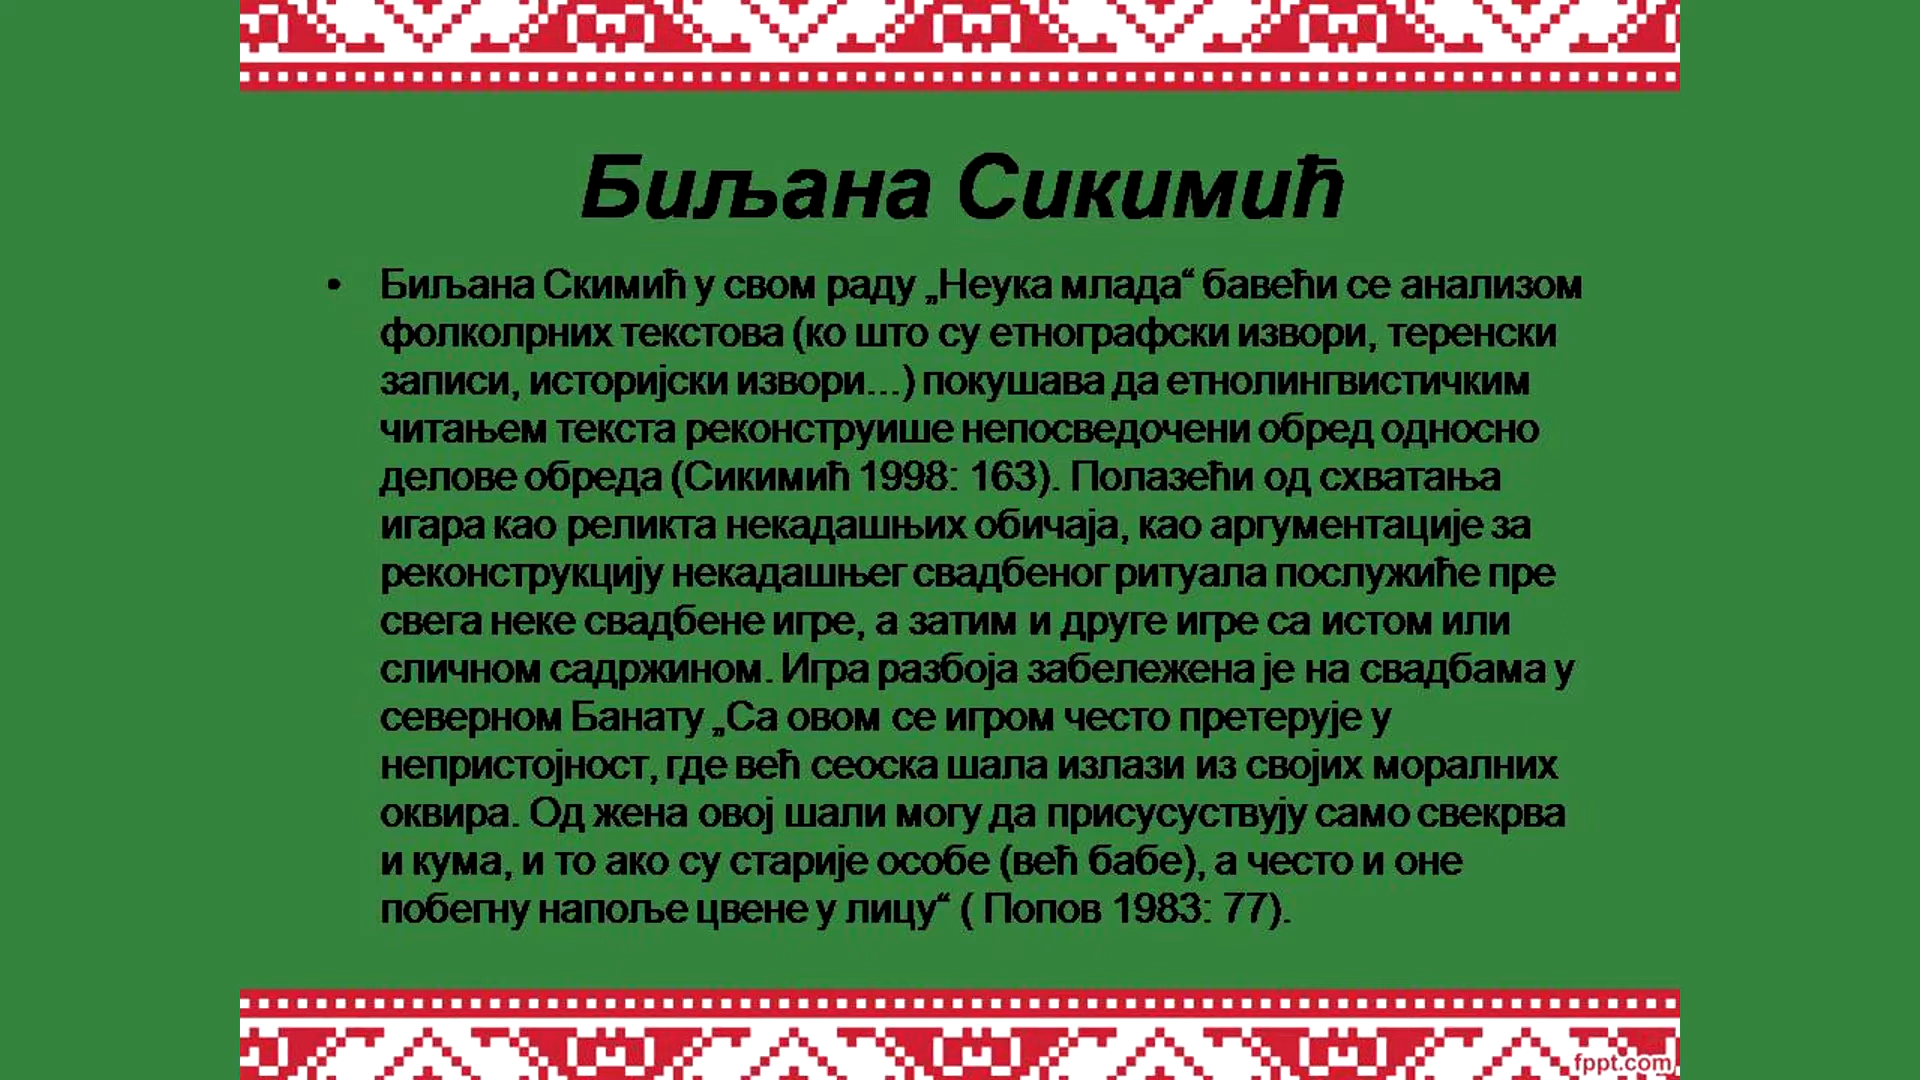 Биљана Сикимић
• Биљана Скимић у свом раду „Неука млада“ бавећи се анализом
фолколрних текстова (ко што су етнографски извори, теренски
записи, историјски извори...) покушава да етнолингвистичким
читањем текста реконструише непосведочени обред односно
делове обреда (Сикимић 1998: 163). Полазећи од схватања
игара као реликта некадашњих обичаја, као аргументације за
реконструкцију некадашњег свадбеног ритуала послужиће пре
свега неке свадбене игре, а затим и друге игре са истом или
сличном садржином. Игра разбоја забележена је на свадбама у
северном Банату „Са овом се игром често претерује у
непристојност, где већ сеоска шала излази из својих моралних
оквира. Од жена овој шали могу да присусуствују само свекрва
и кума, и то ако су старије особе (већ бабе), а често и оне
побегну напоље црвене у лицу“ ( Попов 1983: 77).
fppt.com